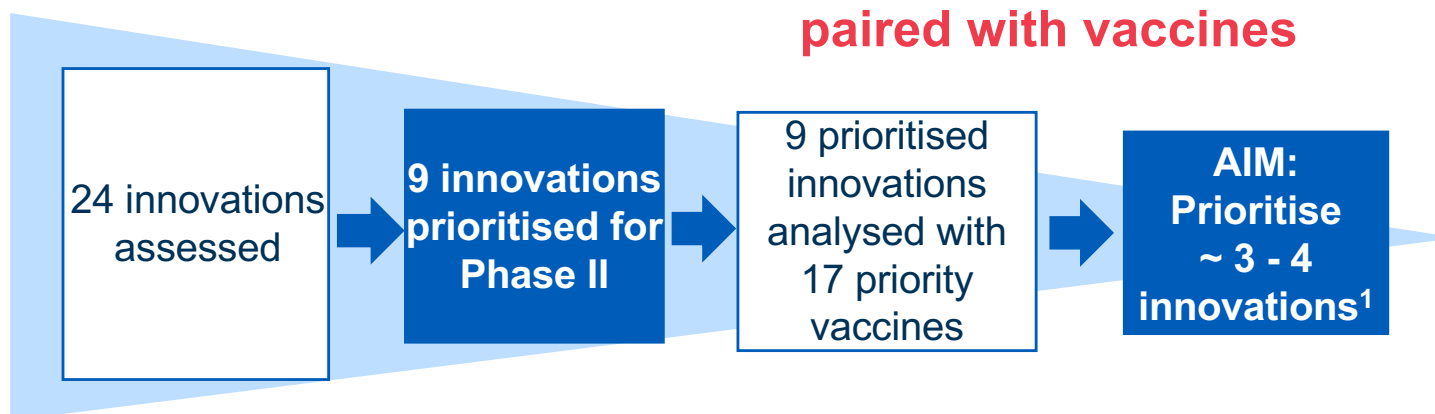 paired with vaccines
24 innovations
assessed
9 innovations
prioritised for
Phase II
9 prioritised
innovations
analysed with
17 priority
vaccines
AIM:
Prioritise
~ 3 - 4
innovations¹